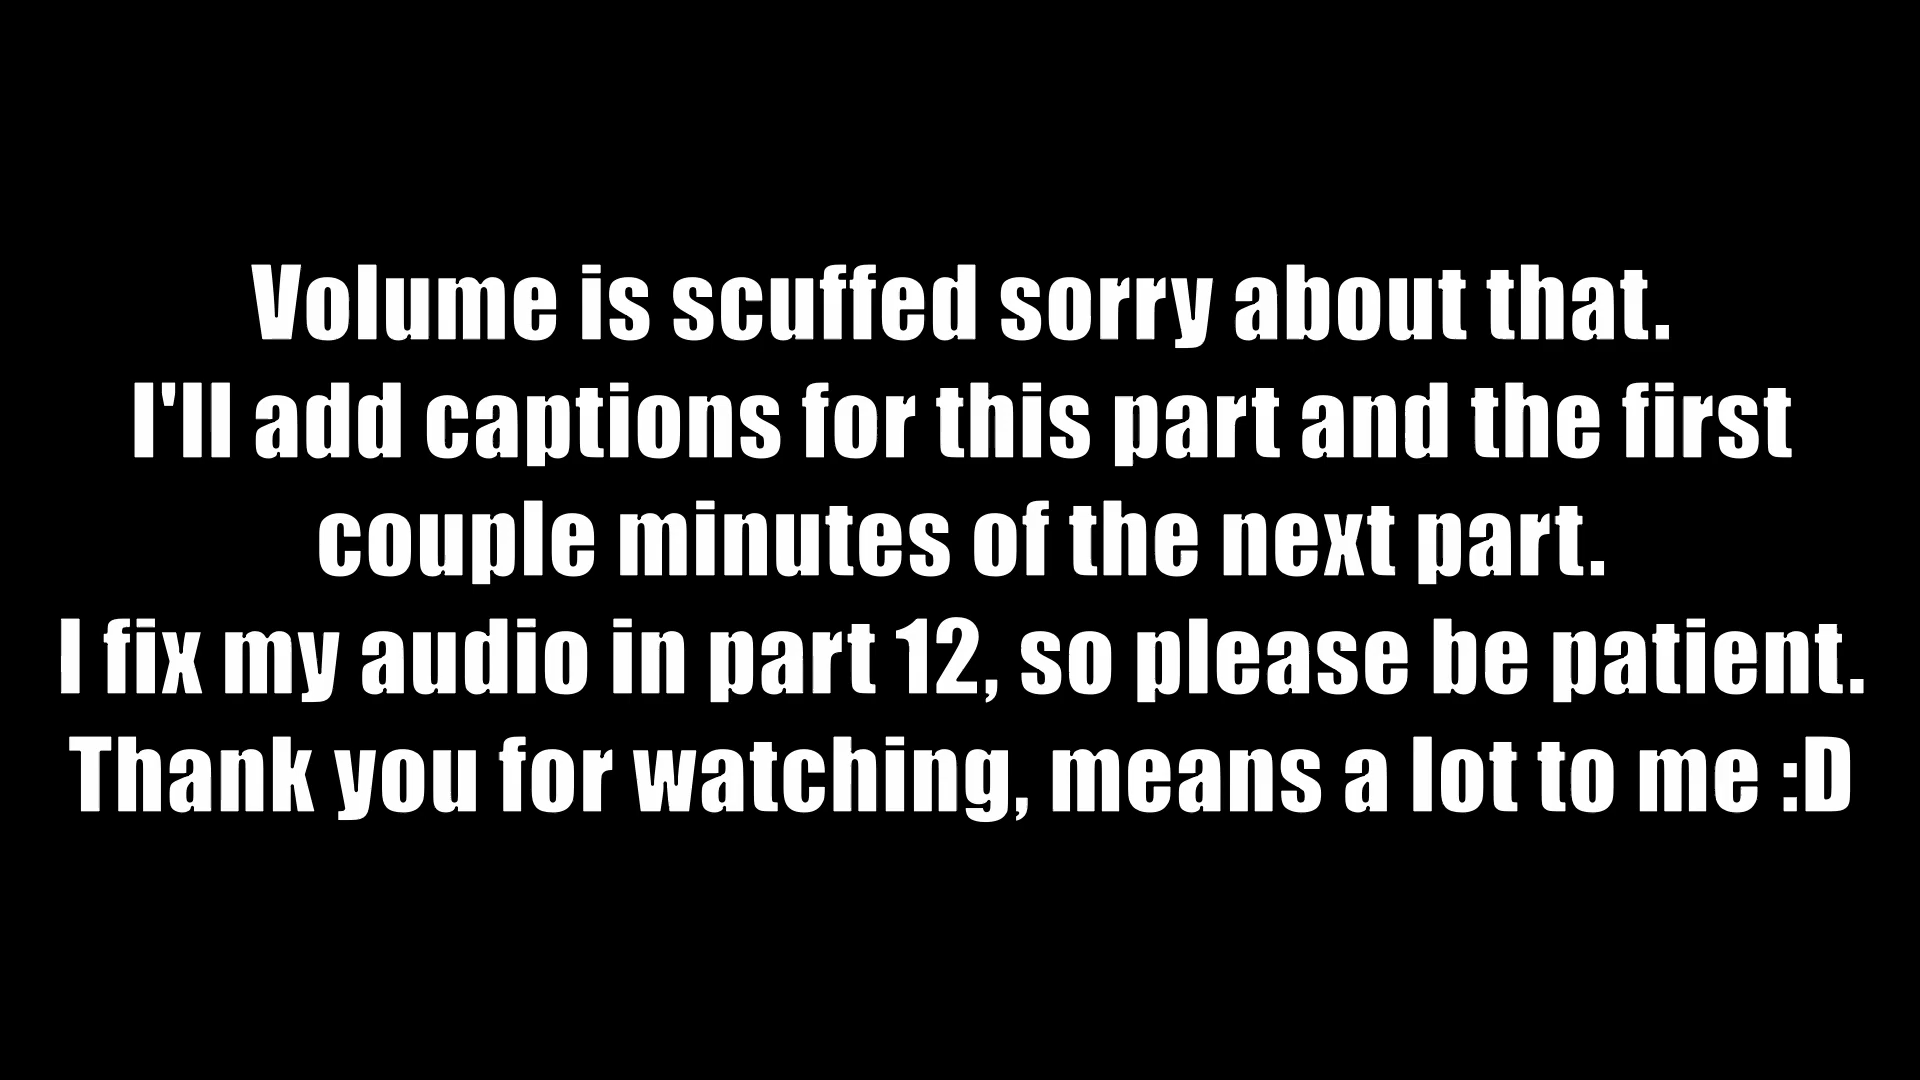 Volume is scuffed sorry about that.
I'll add captions for this part and the first
couple minutes of the next part.
I fix my audio in part 12, so please be patient.
Thank you for watching, means a lot to me :D